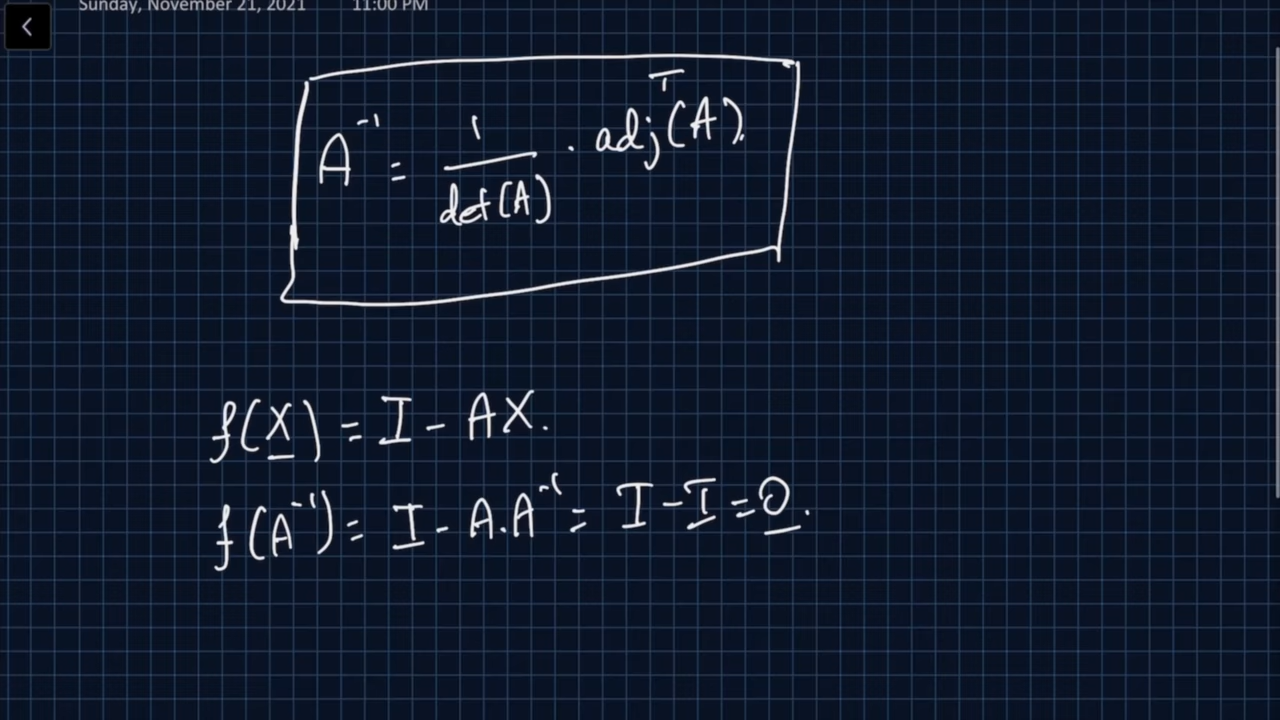 Sunday, November 21, 2021 11:00 PM
A⁻¹ = 1/det(A) · adjᵀ(A).
f(X) = I - AX.
f(A⁻¹) = I - A.A⁻¹ = I - I = 0.